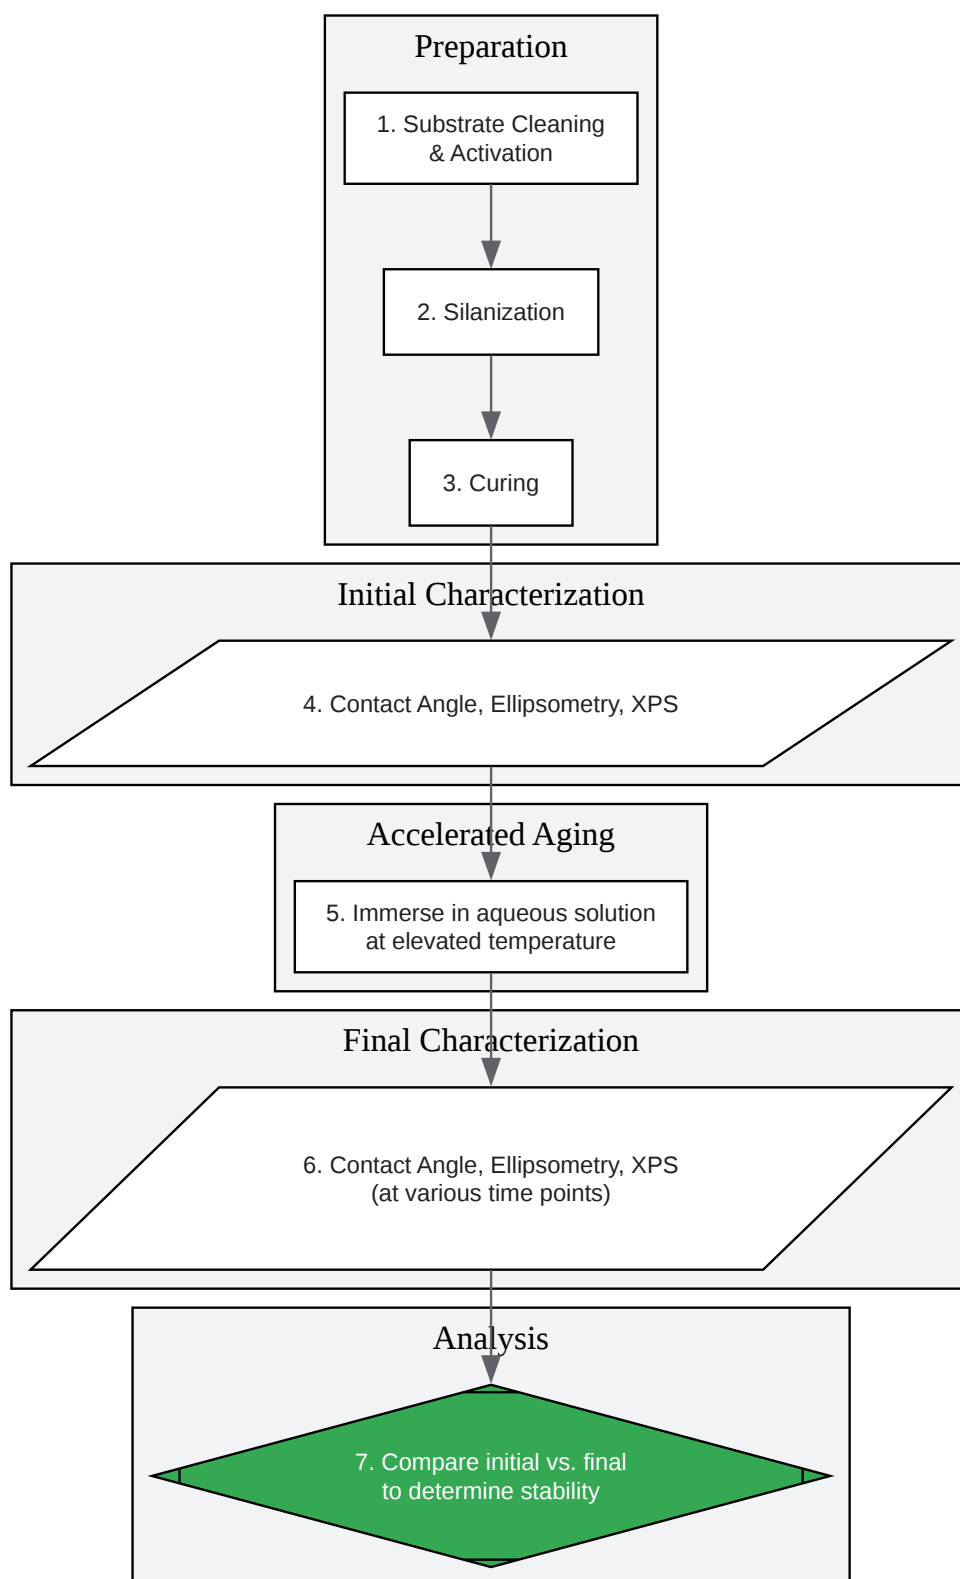 Preparation
1. Substrate Cleaning
& Activation
2. Silanization
3. Curing
Initial Characterization
4. Contact Angle, Ellipsometry, XPS
Accelerated Aging
5. Immerse in aqueous solution
at elevated temperature
Final Characterization
6. Contact Angle, Ellipsometry, XPS
(at various time points)
Analysis
7. Compare initial vs. final
to determine stability